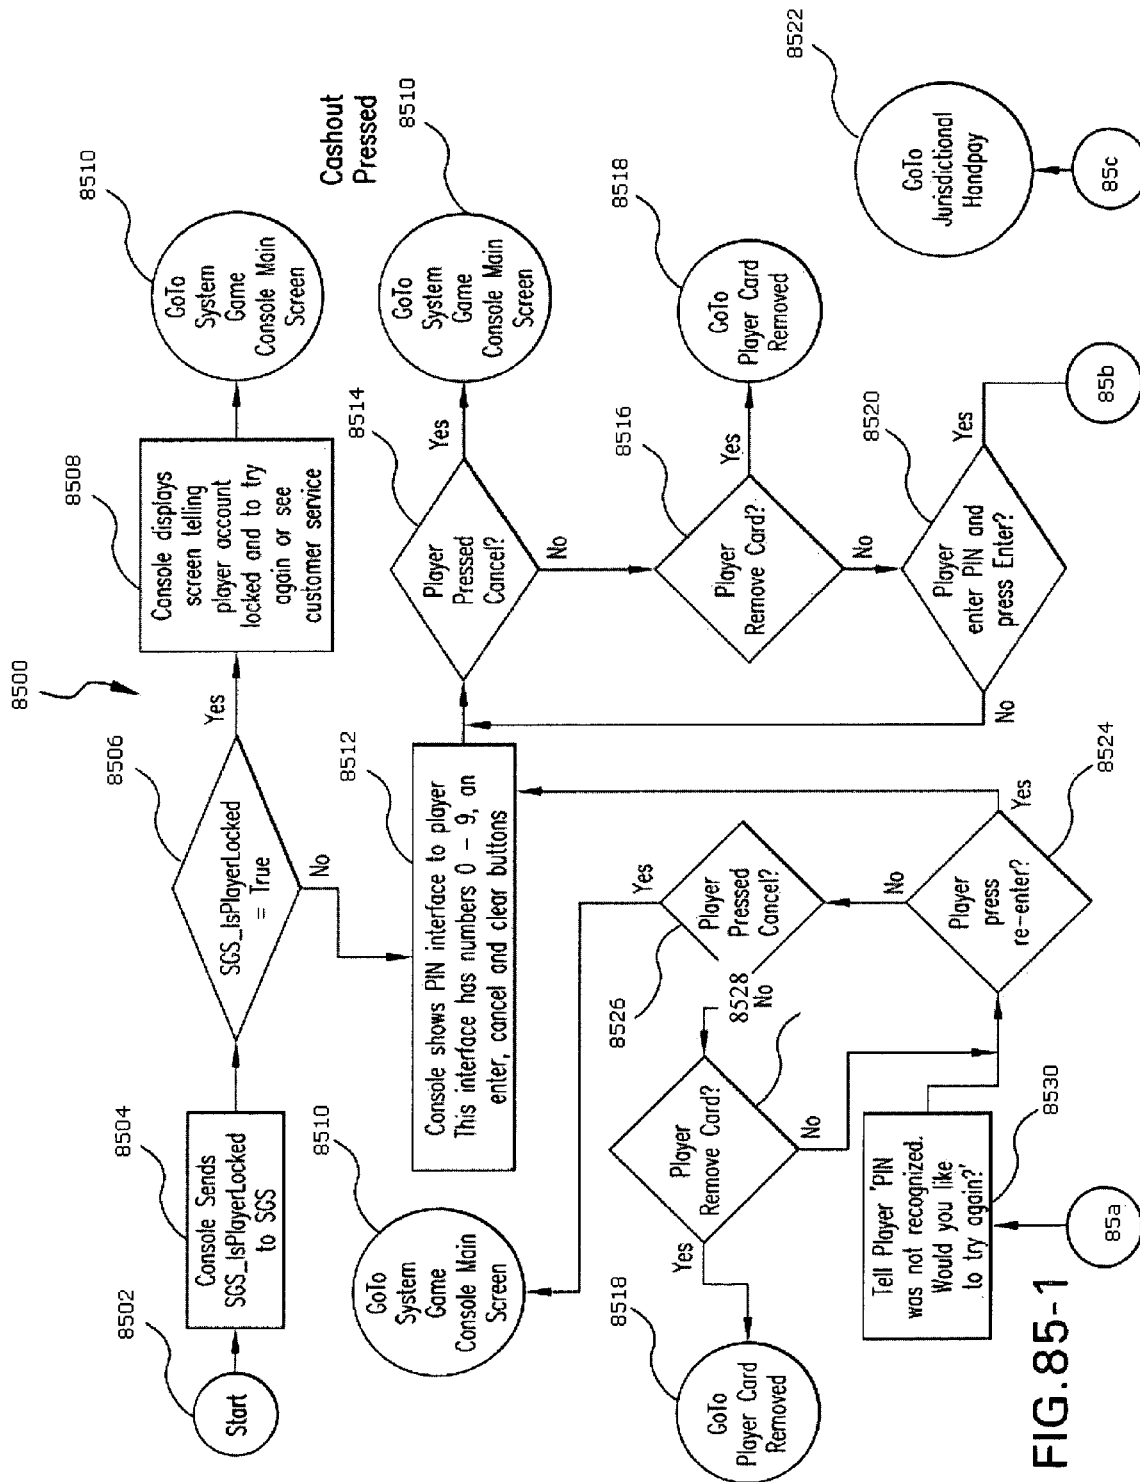 8500
8502
Start
8504
Console Sends
SGS_IsPlayerLocked
to SGS
8506
SGS_IsPlayerLocked
= True
Yes
No
8508
Console displays
screen telling
player account
locked and to try
again or see
customer service
8510
GoTo
System
Game
Console Main
Screen
Cashout
Pressed
8512
Console shows PIN interface to player
This interface has numbers 0 – 9, an
enter, cancel and clear buttons
8514
Player
Pressed
Cancel?
Yes
No
8510
GoTo
System
Game
Console Main
Screen
8516
Player
Remove Card?
Yes
No
8518
GoTo
Player Card
Removed
8520
Player
enter PIN and
press Enter?
Yes
No
85b
8522
GoTo
Jurisdictional
Handpay
85c
8510
GoTo
System
Game
Console Main
Screen
8526
Player
Pressed
Cancel?
Yes
8528
No
8524
Player
press
re-enter?
Yes
No
Player
Remove Card?
Yes
No
8518
GoTo
Player Card
Removed
8530
Tell Player 'PIN
was not recognized.
Would you like
to try again?'
85a
FIG.85-1